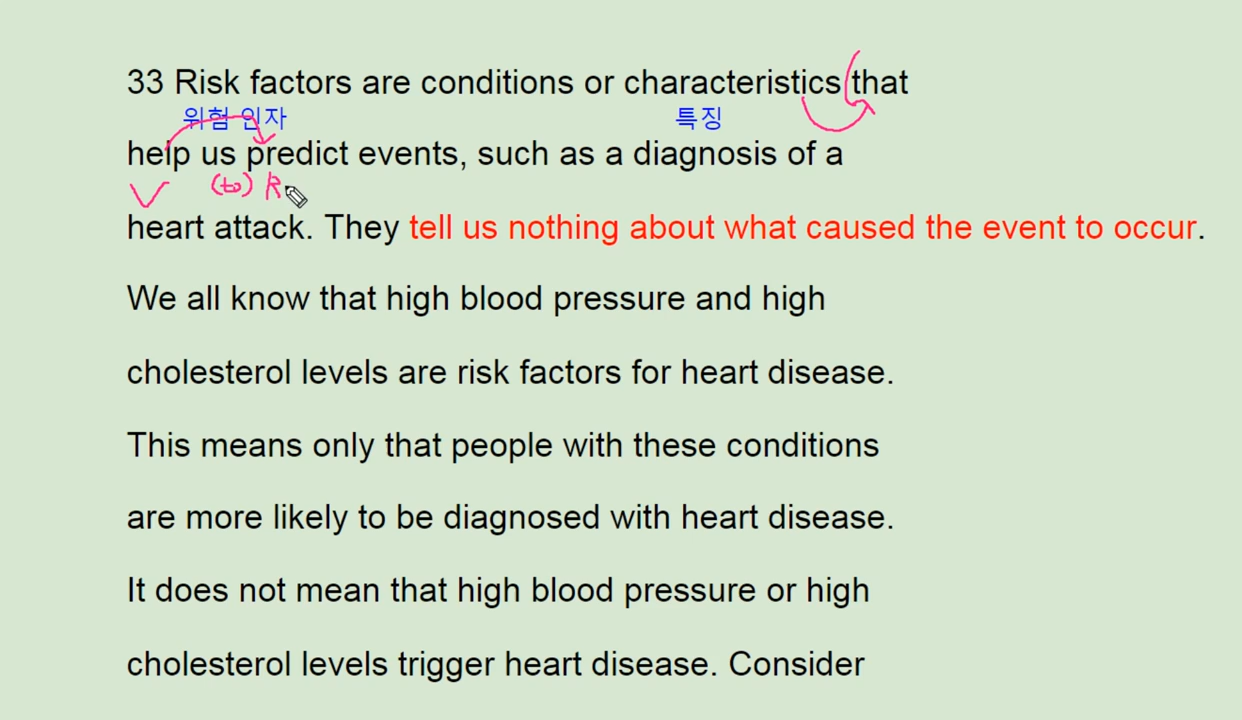 33 Risk factors are conditions or characteristics that
위험 인자 특징
help us predict events, such as a diagnosis of a
(to) R
heart attack. They tell us nothing about what caused the event to occur.
We all know that high blood pressure and high
cholesterol levels are risk factors for heart disease.
This means only that people with these conditions
are more likely to be diagnosed with heart disease.
It does not mean that high blood pressure or high
cholesterol levels trigger heart disease. Consider